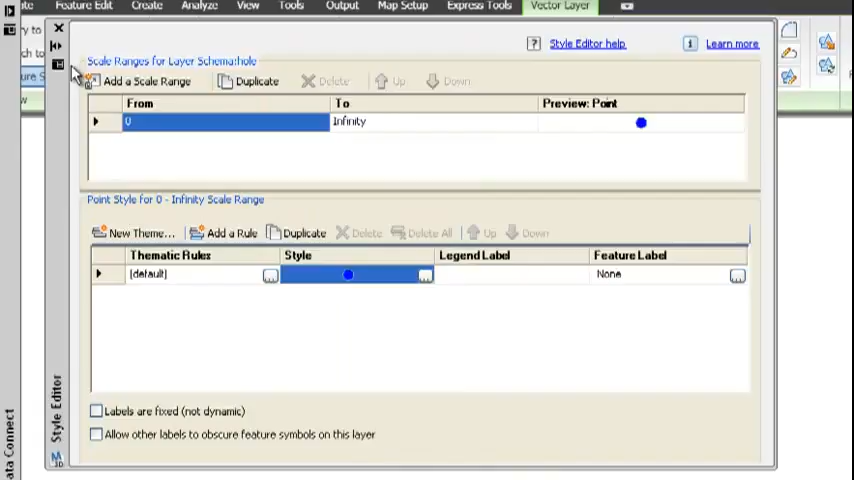 Feature Edit Create Analyze View Tools Output Map Setup Express Tools Vector Layer
Style Editor help Learn more
Scale Ranges for Layer Schema:hole
Add a Scale Range Duplicate Delete Up Down
From To Preview: Point
0 Infinity
Point Style for 0 - Infinity Scale Range
New Theme... Add a Rule Duplicate Delete Delete All Up Down
Thematic Rules Style Legend Label Feature Label
(default) ... ... None ...
Labels are fixed (not dynamic)
Allow other labels to obscure feature symbols on this layer
Style Editor
ata Connect